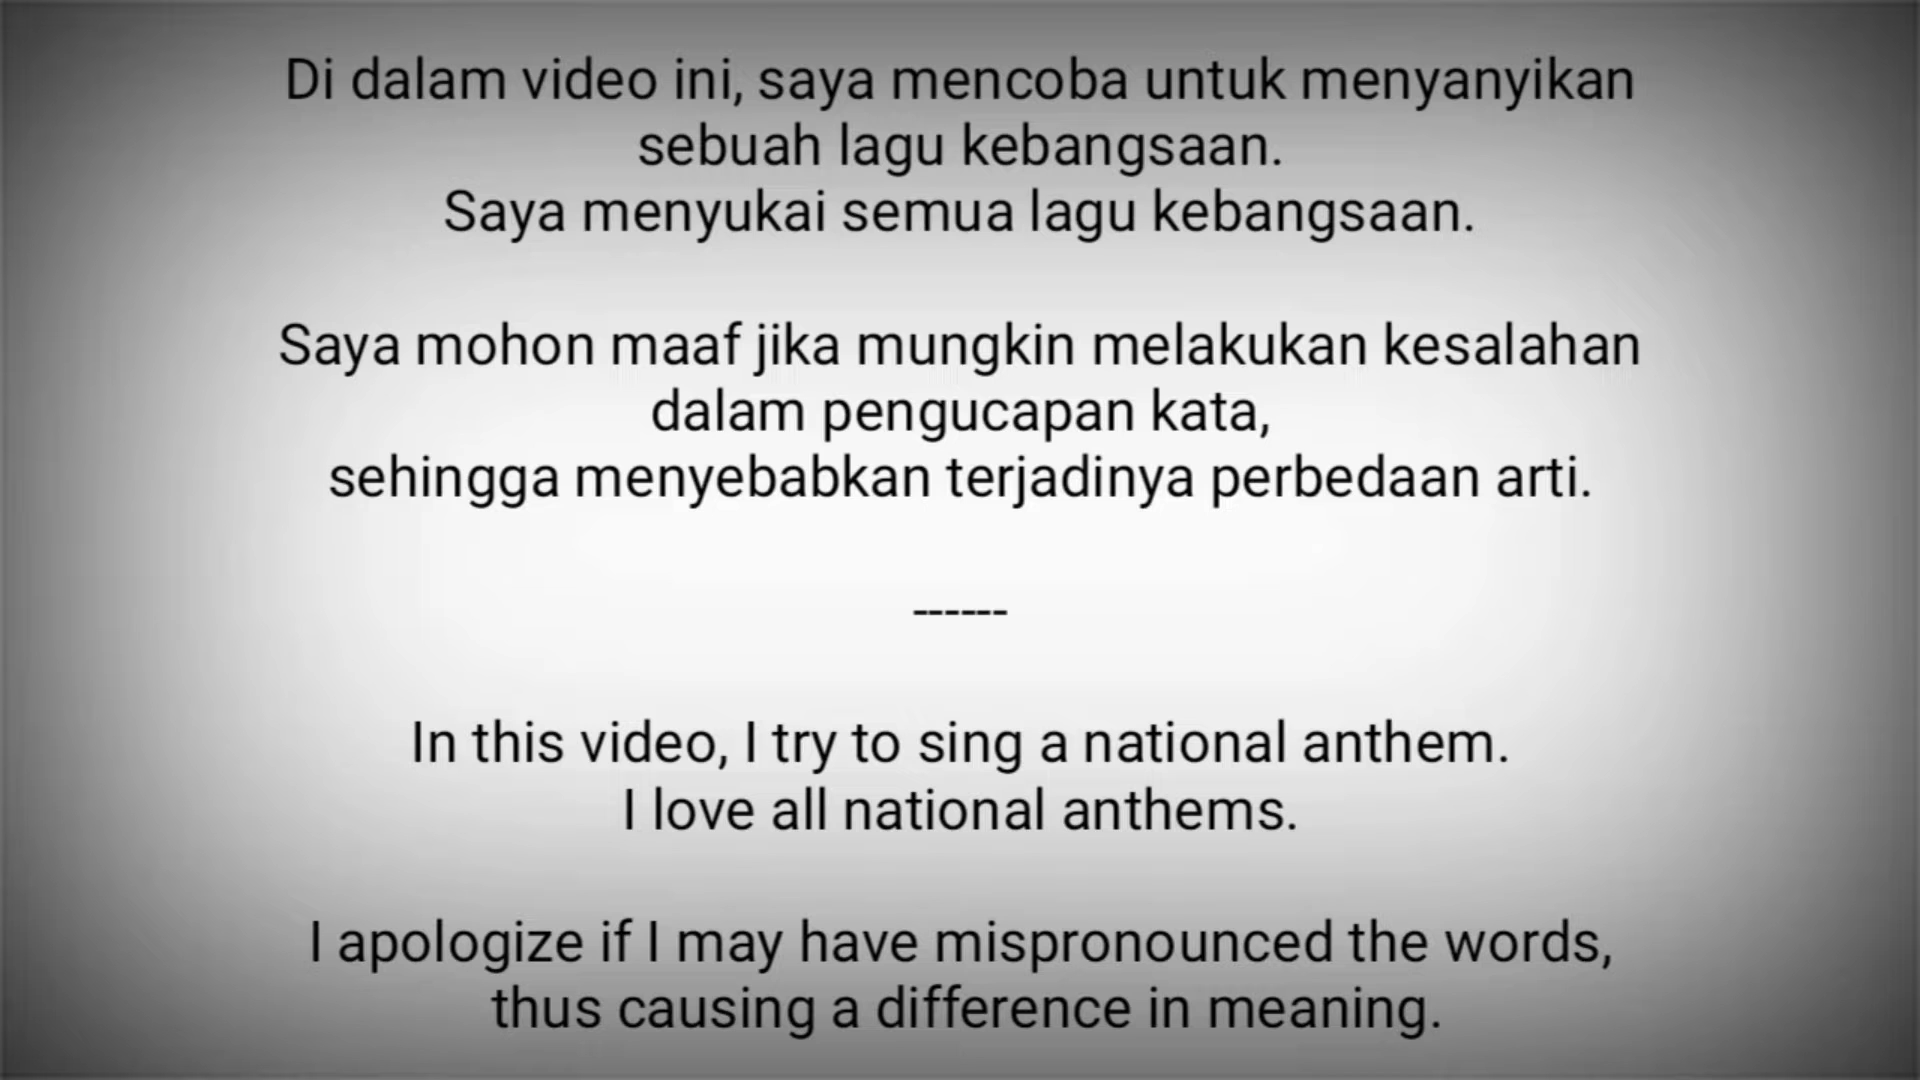 Di dalam video ini, saya mencoba untuk menyanyikan
sebuah lagu kebangsaan.
Saya menyukai semua lagu kebangsaan.
Saya mohon maaf jika mungkin melakukan kesalahan
dalam pengucapan kata,
sehingga menyebabkan terjadinya perbedaan arti.
------
In this video, I try to sing a national anthem.
I love all national anthems.
I apologize if I may have mispronounced the words,
thus causing a difference in meaning.